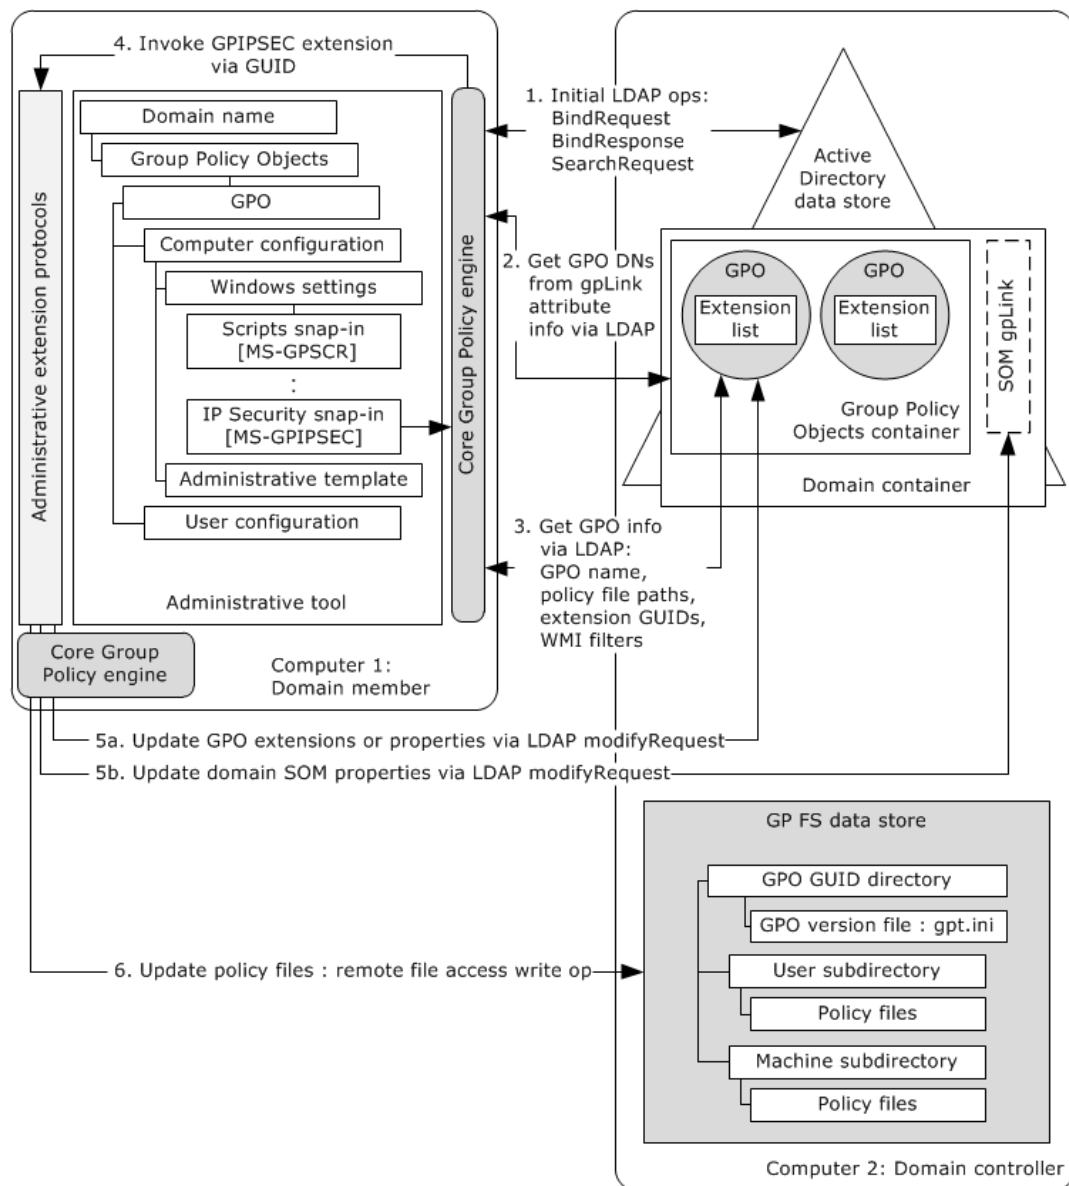 4. Invoke GPIPSEC extension
via GUID
Administrative extension protocols
Domain name
Group Policy Objects
GPO
Computer configuration
Windows settings
Scripts snap-in
[MS-GPSCR]
:
IP Security snap-in
[MS-GPIPSEC]
Administrative template
User configuration
Administrative tool
Core Group Policy engine
Core Group
Policy engine
Computer 1:
Domain member
1. Initial LDAP ops:
BindRequest
BindResponse
SearchRequest
2. Get GPO DNs
from gpLink
attribute
info via LDAP
3. Get GPO info
via LDAP:
GPO name,
policy file paths,
extension GUIDs,
WMI filters
Active
Directory
data store
GPO
Extension
list
GPO
Extension
list
SOM gpLink
Group Policy
Objects container
Domain container
5a. Update GPO extensions or properties via LDAP modifyRequest
5b. Update domain SOM properties via LDAP modifyRequest
6. Update policy files : remote file access write op
GP FS data store
GPO GUID directory
GPO version file : gpt.ini
User subdirectory
Policy files
Machine subdirectory
Policy files
Computer 2: Domain controller